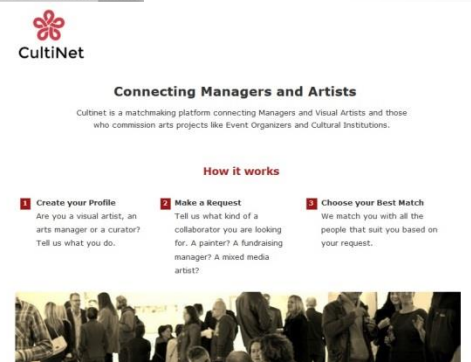 CultiNet
Connecting Managers and Artists
Cultinet is a matchmaking platform connecting Managers and Visual Artists and those
who commission arts projects like Event Organizers and Cultural Institutions.
How it works
1 Create your Profile
Are you a visual artist, an
arts manager or a curator?
Tell us what you do.
2 Make a Request
Tell us what kind of a
collaborator you are looking
for. A painter? A fundraising
manager? A mixed media
artist?
3 Choose your Best Match
We match you with all the
people that suit you based on
your request.